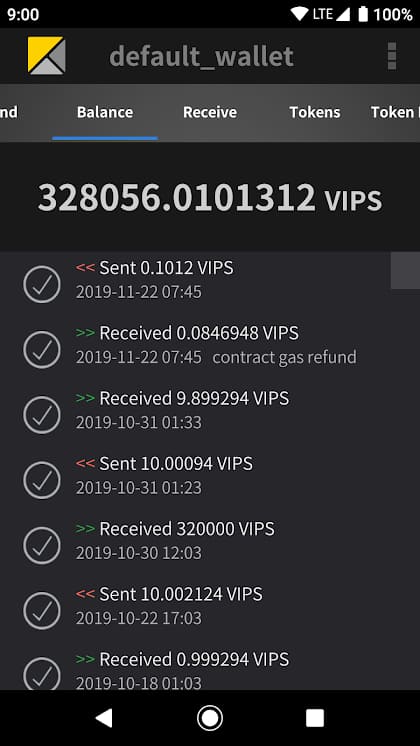 9:00 LTE 100%
default_wallet
nd Balance Receive Tokens Token
328056.0101312 VIPS
<< Sent 0.1012 VIPS
2019-11-22 07:45
>> Received 0.0846948 VIPS
2019-11-22 07:45 contract gas refund
>> Received 9.899294 VIPS
2019-10-31 01:33
<< Sent 10.00094 VIPS
2019-10-31 01:23
>> Received 320000 VIPS
2019-10-30 12:03
<< Sent 10.002124 VIPS
2019-10-22 17:03
>> Received 0.999294 VIPS
2019-10-18 01:03